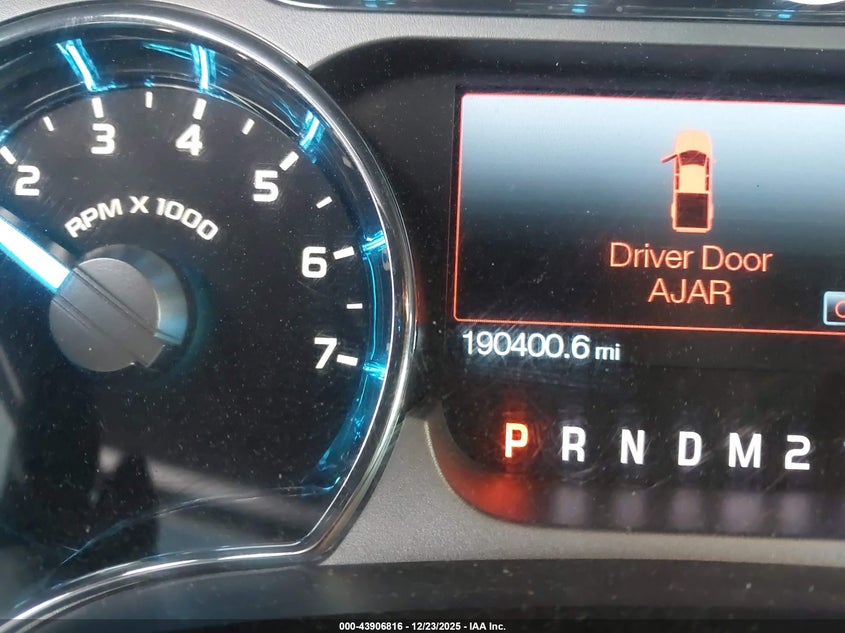 2
3
4
5
6
7
RPM X 1000
Driver Door
AJAR
190400.6 mi
P R N D M 2
000-43906816 - 12/23/2025 - IAA Inc.